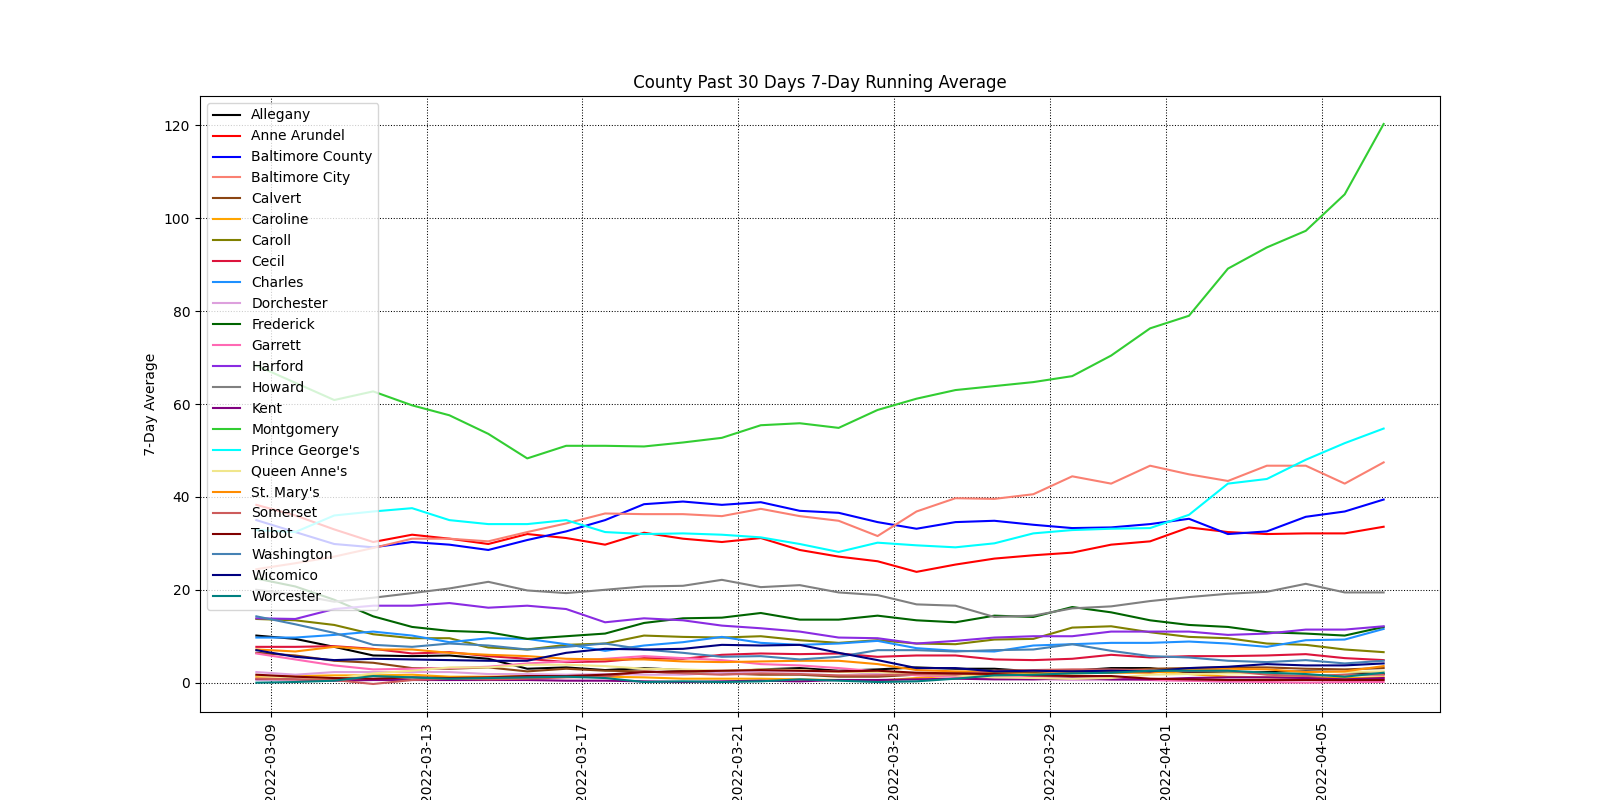 County Past 30 Days 7-Day Running Average
7-Day Average
120
100
80
60
40
20
0
Allegany
Anne Arundel
Baltimore County
Baltimore City
Calvert
Caroline
Caroll
Cecil
Charles
Dorchester
Frederick
Garrett
Harford
Howard
Kent
Montgomery
Prince George's
Queen Anne's
St. Mary's
Somerset
Talbot
Washington
Wicomico
Worcester
2022-03-09
2022-03-13
2022-03-17
2022-03-21
2022-03-25
2022-03-29
2022-04-01
2022-04-05